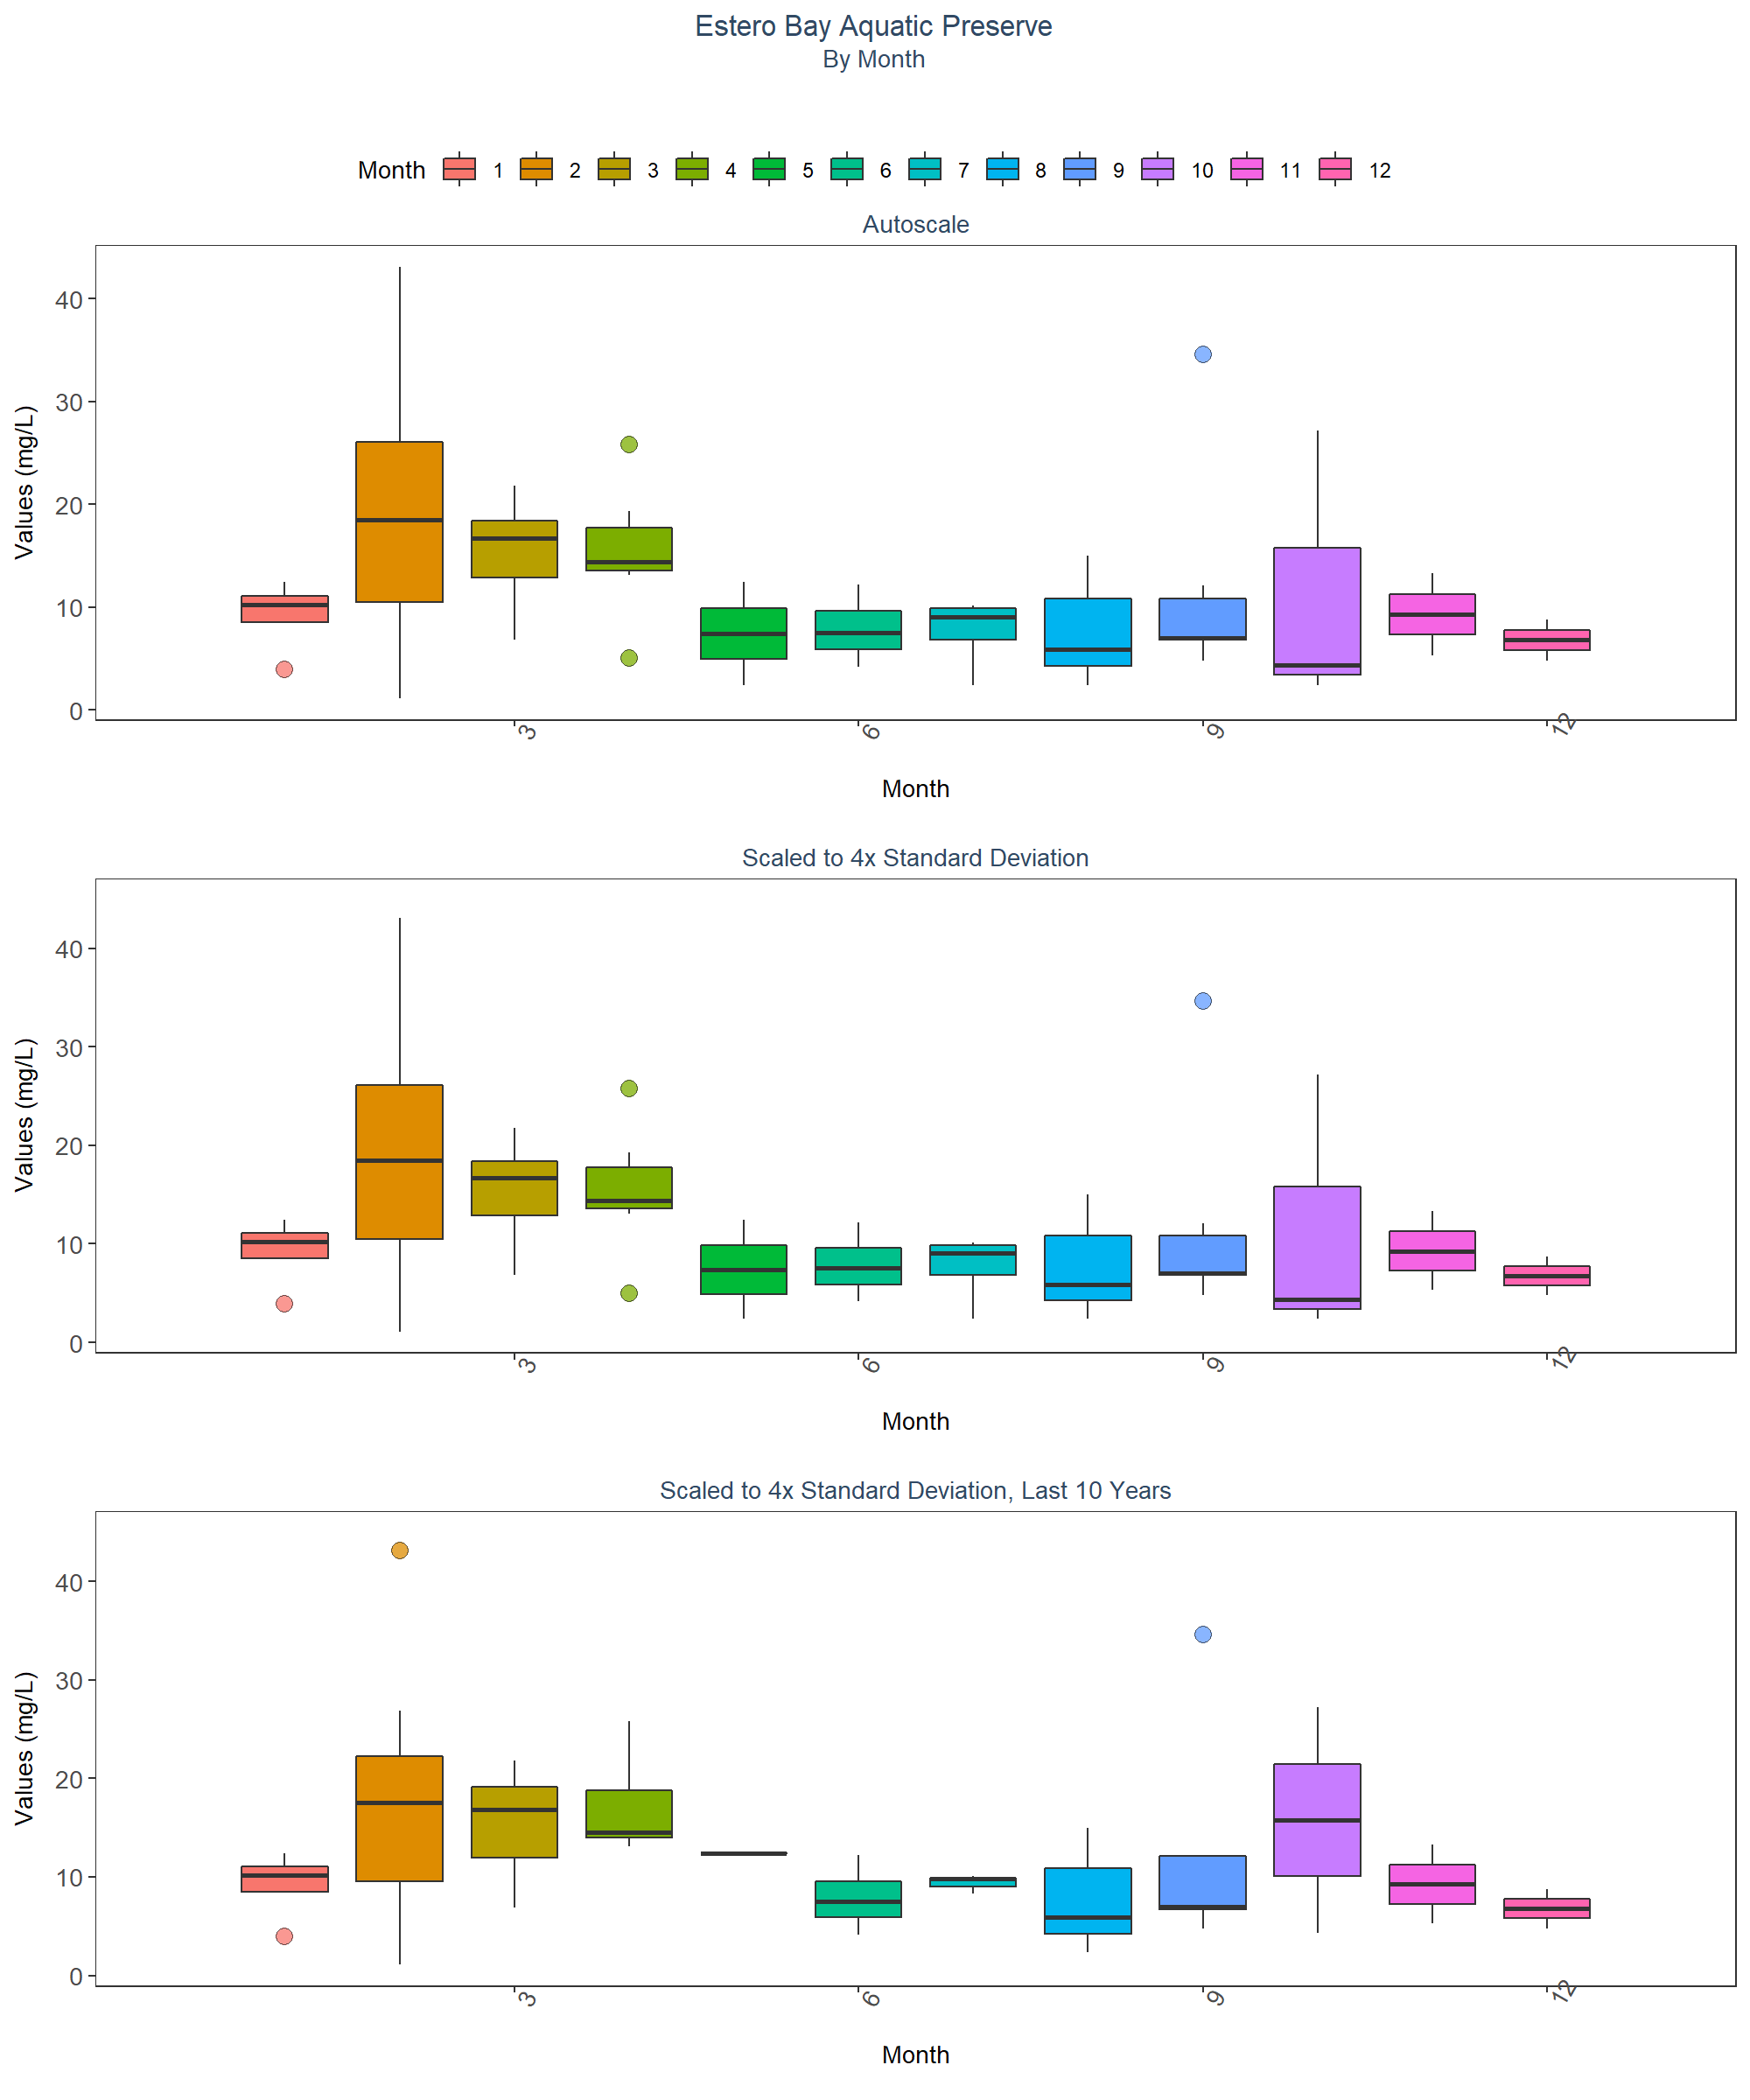 Estero Bay Aquatic Preserve
By Month
Month 1 2 3 4 5 6 7 8 9 10 11 12
Autoscale
Values (mg/L)
40
30
20
10
0
3 6 9 12
Month
Scaled to 4x Standard Deviation
Values (mg/L)
40
30
20
10
0
3 6 9 12
Month
Scaled to 4x Standard Deviation, Last 10 Years
Values (mg/L)
40
30
20
10
0
3 6 9 12
Month